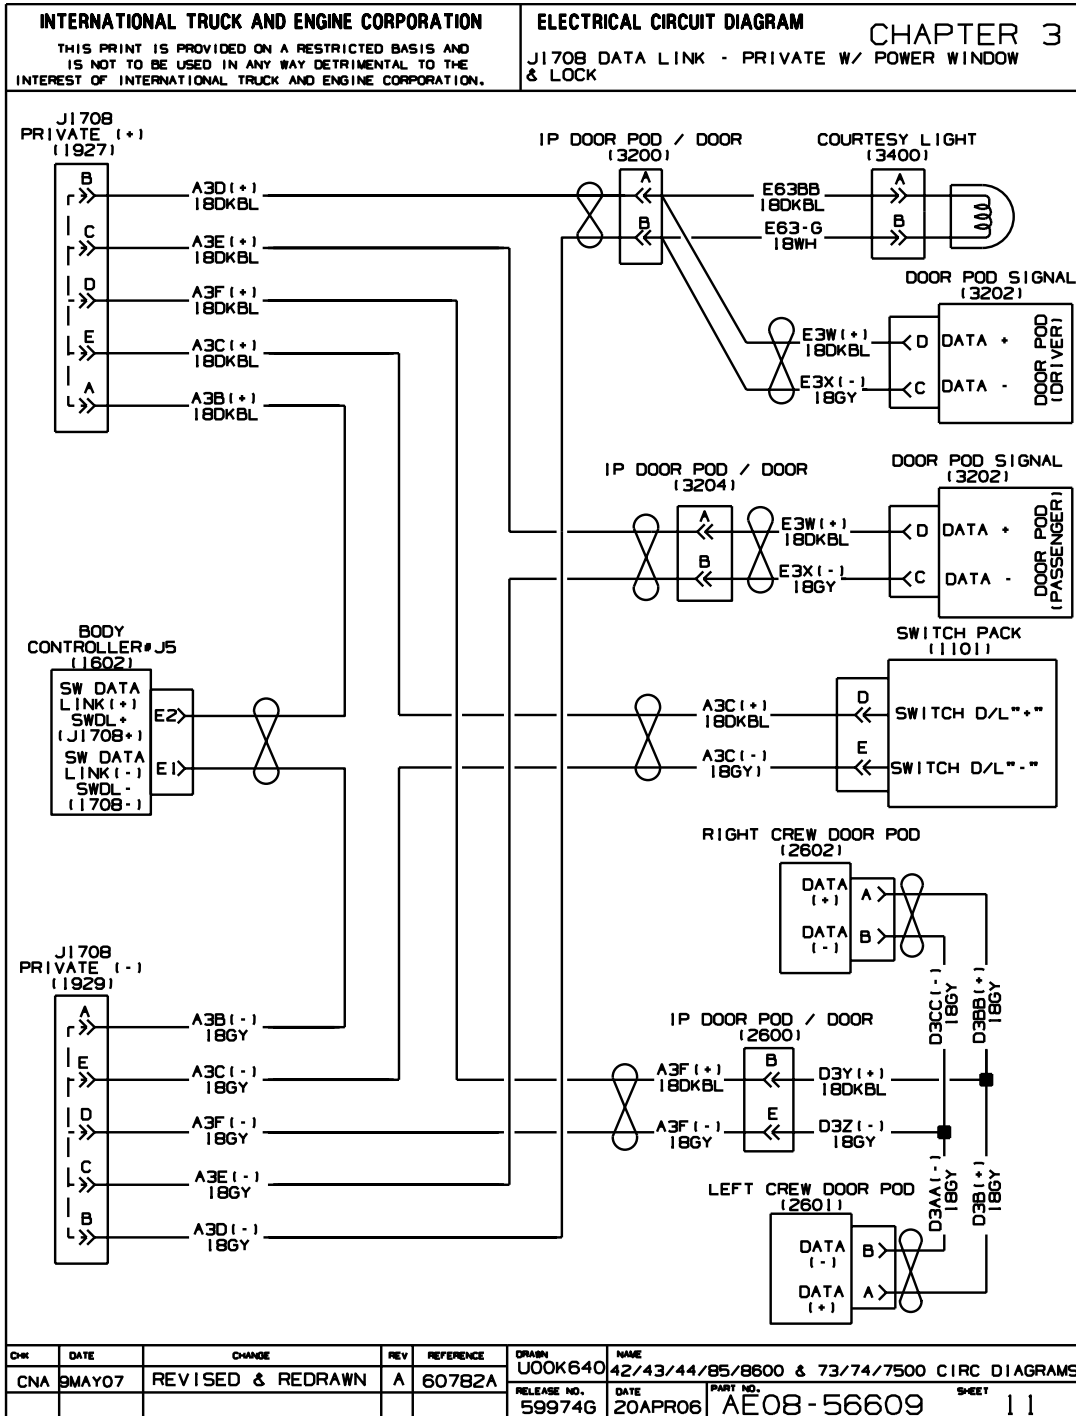 INTERNATIONAL TRUCK AND ENGINE CORPORATION
THIS PRINT IS PROVIDED ON A RESTRICTED BASIS AND
IS NOT TO BE USED IN ANY WAY DETRIMENTAL TO THE
INTEREST OF INTERNATIONAL TRUCK AND ENGINE CORPORATION.
ELECTRICAL CIRCUIT DIAGRAM
CHAPTER 3
J1708 DATA LINK - PRIVATE W/ POWER WINDOW
& LOCK
J1708
PRIVATE (+)
(1927)
B
A3D(+)
18DKBL
C
A3E(+)
18DKBL
D
A3F(+)
18DKBL
E
A3C(+)
18DKBL
A
A3B(+)
18DKBL
IP DOOR POD / DOOR
(3200)
A
B
E63BB
18DKBL
E63-G
18WH
COURTESY LIGHT
(3400)
A
B
DOOR POD SIGNAL
(3202)
E3W(+)
18DKBL
D
DATA +
E3X(-)
18GY
C
DATA -
DOOR POD
(DRIVER)
IP DOOR POD / DOOR
(3204)
A
B
DOOR POD SIGNAL
(3202)
E3W(+)
18DKBL
D
DATA +
E3X(-)
18GY
C
DATA -
DOOR POD
(PASSENGER)
BODY
CONTROLLER#J5
(1602)
SW DATA
LINK(+)
SWDL+
(J1708+)
E2
SW DATA
LINK(-)
SWDL-
(1708-)
E1
SWITCH PACK
(1101)
A3C(+)
18DKBL
D
SWITCH D/L"+"
A3C(-)
18GY)
E
SWITCH D/L"-"
RIGHT CREW DOOR POD
(2602)
DATA
(+)
A
DATA
(-)
B
D3CC(-)
18GY
D3BB(+)
18GY
J1708
PRIVATE (-)
(1929)
A
A3B(-)
18GY
E
A3C(-)
18GY
D
A3F(-)
18GY
C
A3E(-)
18GY
B
A3D(-)
18GY
IP DOOR POD / DOOR
(2600)
A3F(+)
18DKBL
B
D3Y(+)
18DKBL
A3F(-)
18GY
E
D3Z(-)
18GY
D3AA(-)
18GY
D3B(+)
18GY
LEFT CREW DOOR POD
(2601)
DATA
(-)
B
DATA
(+)
A
CHK DATE CHANGE REV REFERENCE
CNA 9MAY07 REVISED & REDRAWN A 60782A
DRAWN
U00K640
NAME
42/43/44/85/8600 & 73/74/7500 CIRC DIAGRAMS
RELEASE NO.
59974G
DATE
20APR06
PART NO.
AE08-56609
SHEET
11